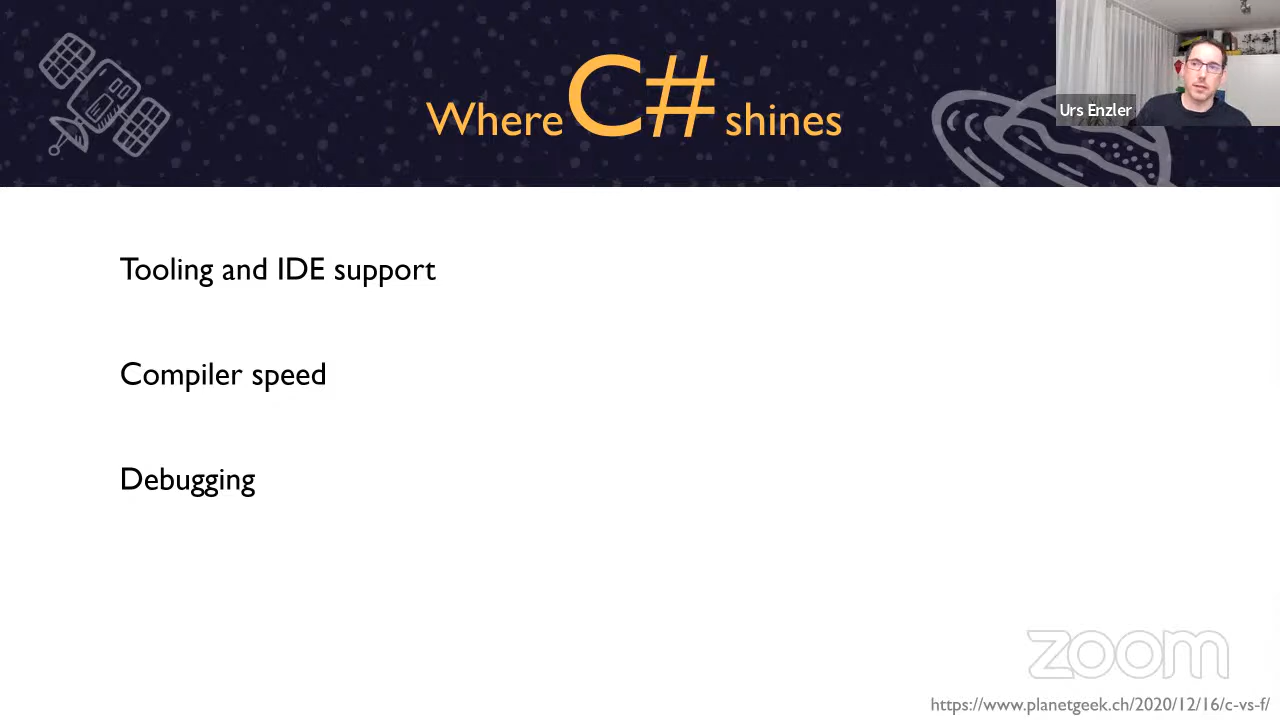 Where C# shines
Urs Enzler
Tooling and IDE support
Compiler speed
Debugging
zoom
https://www.planetgeek.ch/2020/12/16/c-vs-f/